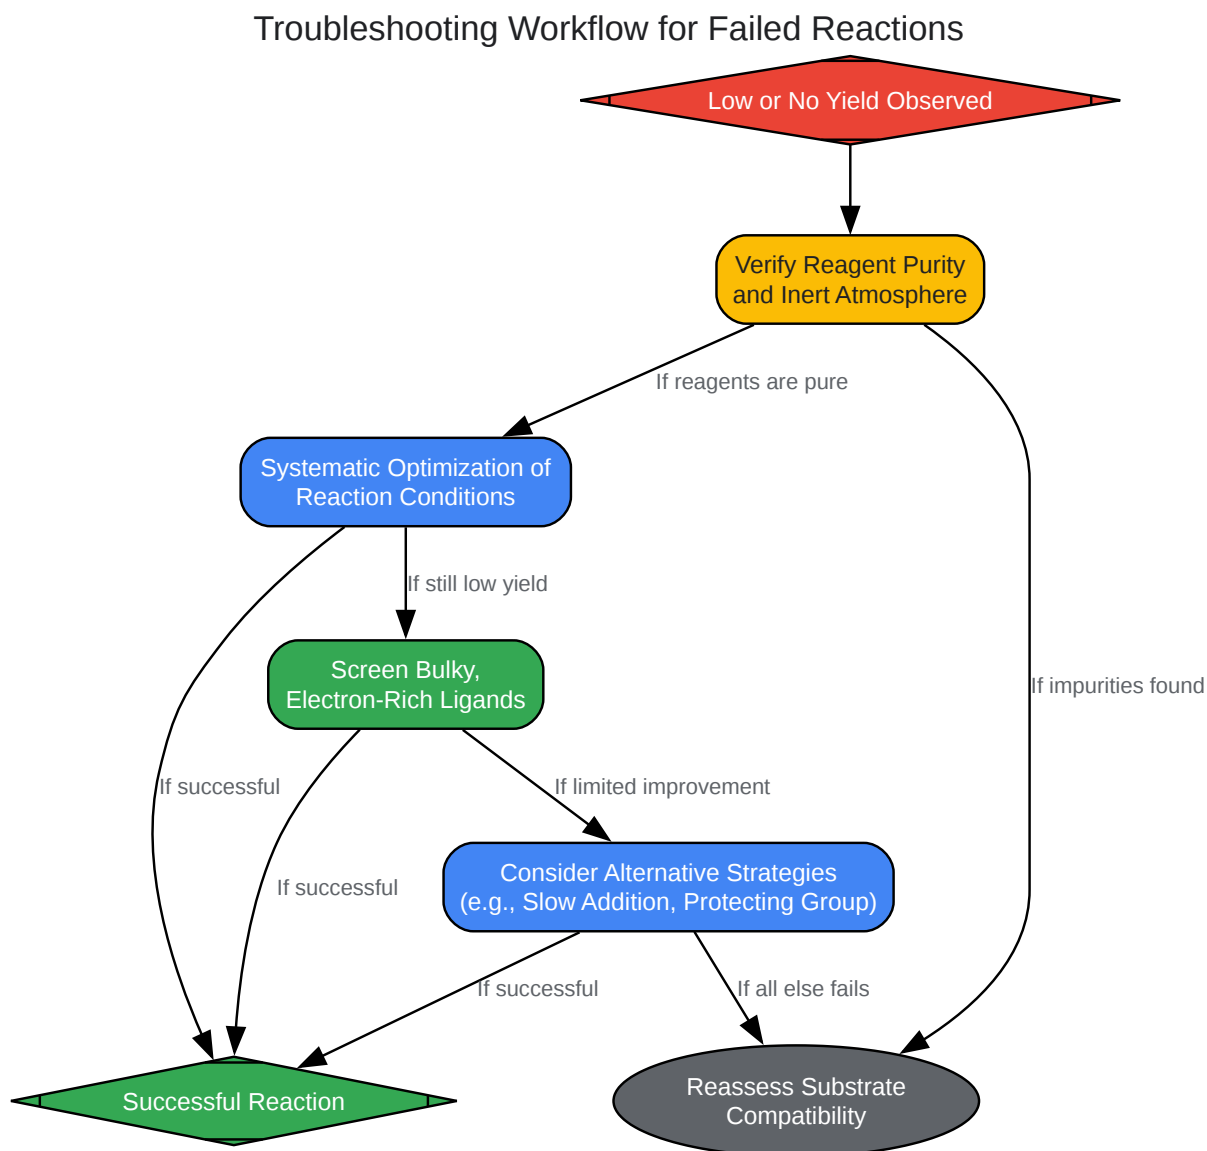 Troubleshooting Workflow for Failed Reactions
Low or No Yield Observed
Verify Reagent Purity
and Inert Atmosphere
If reagents are pure
Systematic Optimization of
Reaction Conditions
If still low yield
Screen Bulky,
Electron-Rich Ligands
If impurities found
If successful
If limited improvement
Consider Alternative Strategies
(e.g., Slow Addition, Protecting Group)
If successful
If successful
If all else fails
Successful Reaction
Reassess Substrate
Compatibility